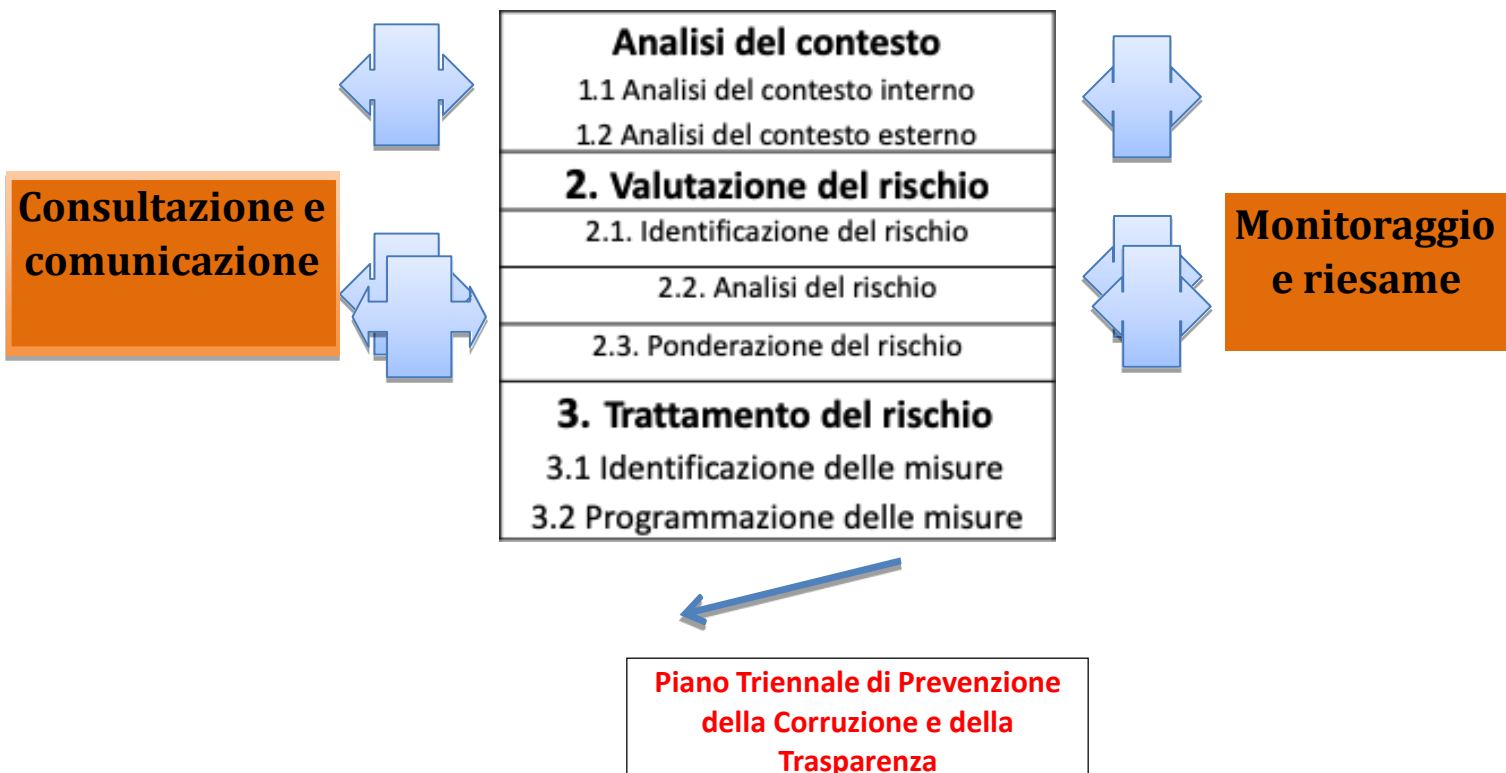 Analisi del contesto
1.1 Analisi del contesto interno
1.2 Analisi del contesto esterno
2. Valutazione del rischio
2.1. Identificazione del rischio
2.2. Analisi del rischio
2.3. Ponderazione del rischio
3. Trattamento del rischio
3.1 Identificazione delle misure
3.2 Programmazione delle misure
Consultazione e
comunicazione
Monitoraggio
e riesame
Piano Triennale di Prevenzione
della Corruzione e della
Trasparenza